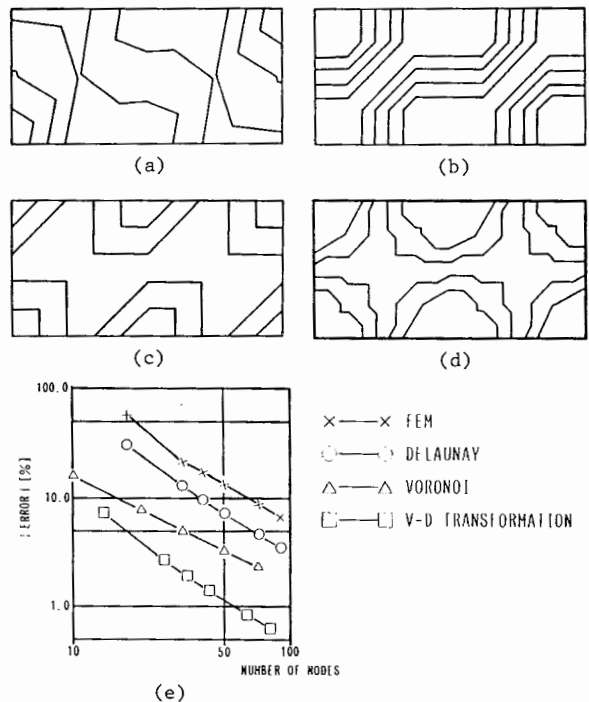 (a)
(b)
(c)
(d)
100.0
10.0
1.0
| ERROR | [%]
10
50
100
NUMBER OF NODES
(e)
FEM
DELAUNAY
VORONOI
V-D TRANSFORMATION